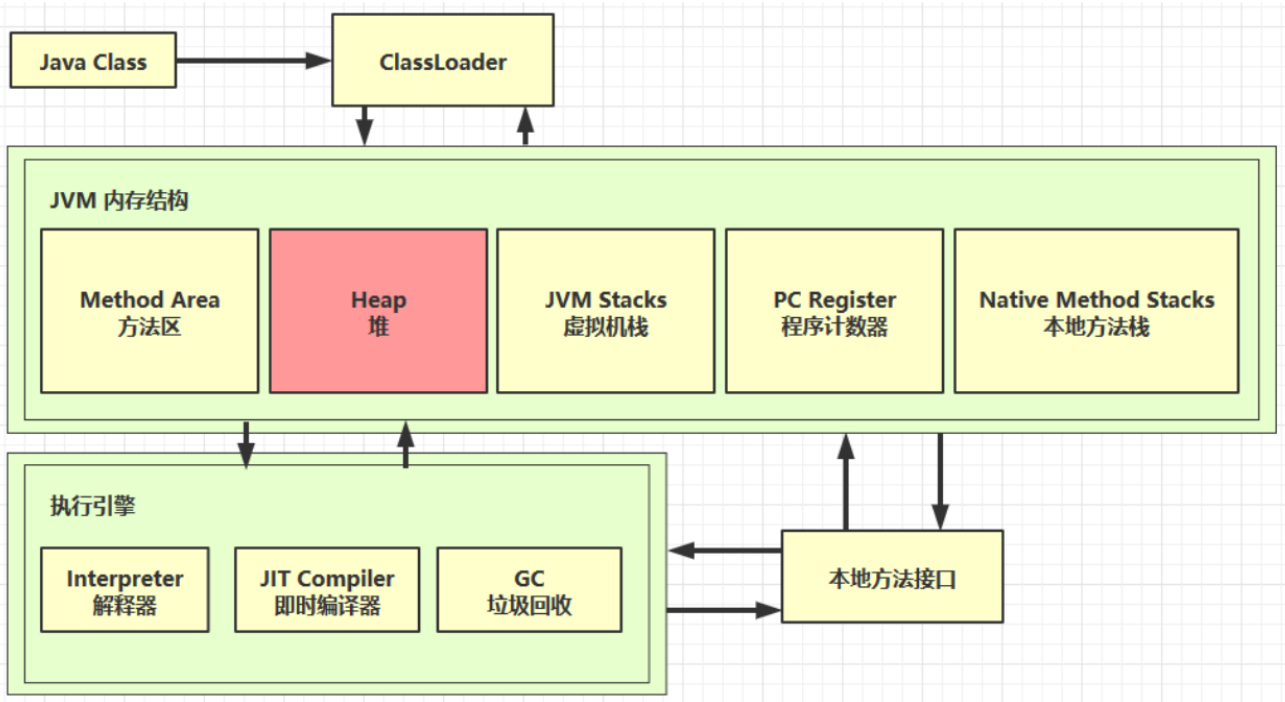 Java Class
ClassLoader
JVM 内存结构
Method Area
方法区
Heap
堆
JVM Stacks
虚拟机栈
PC Register
程序计数器
Native Method Stacks
本地方法栈
执行引擎
Interpreter
解释器
JIT Compiler
即时编译器
GC
垃圾回收
本地方法接口